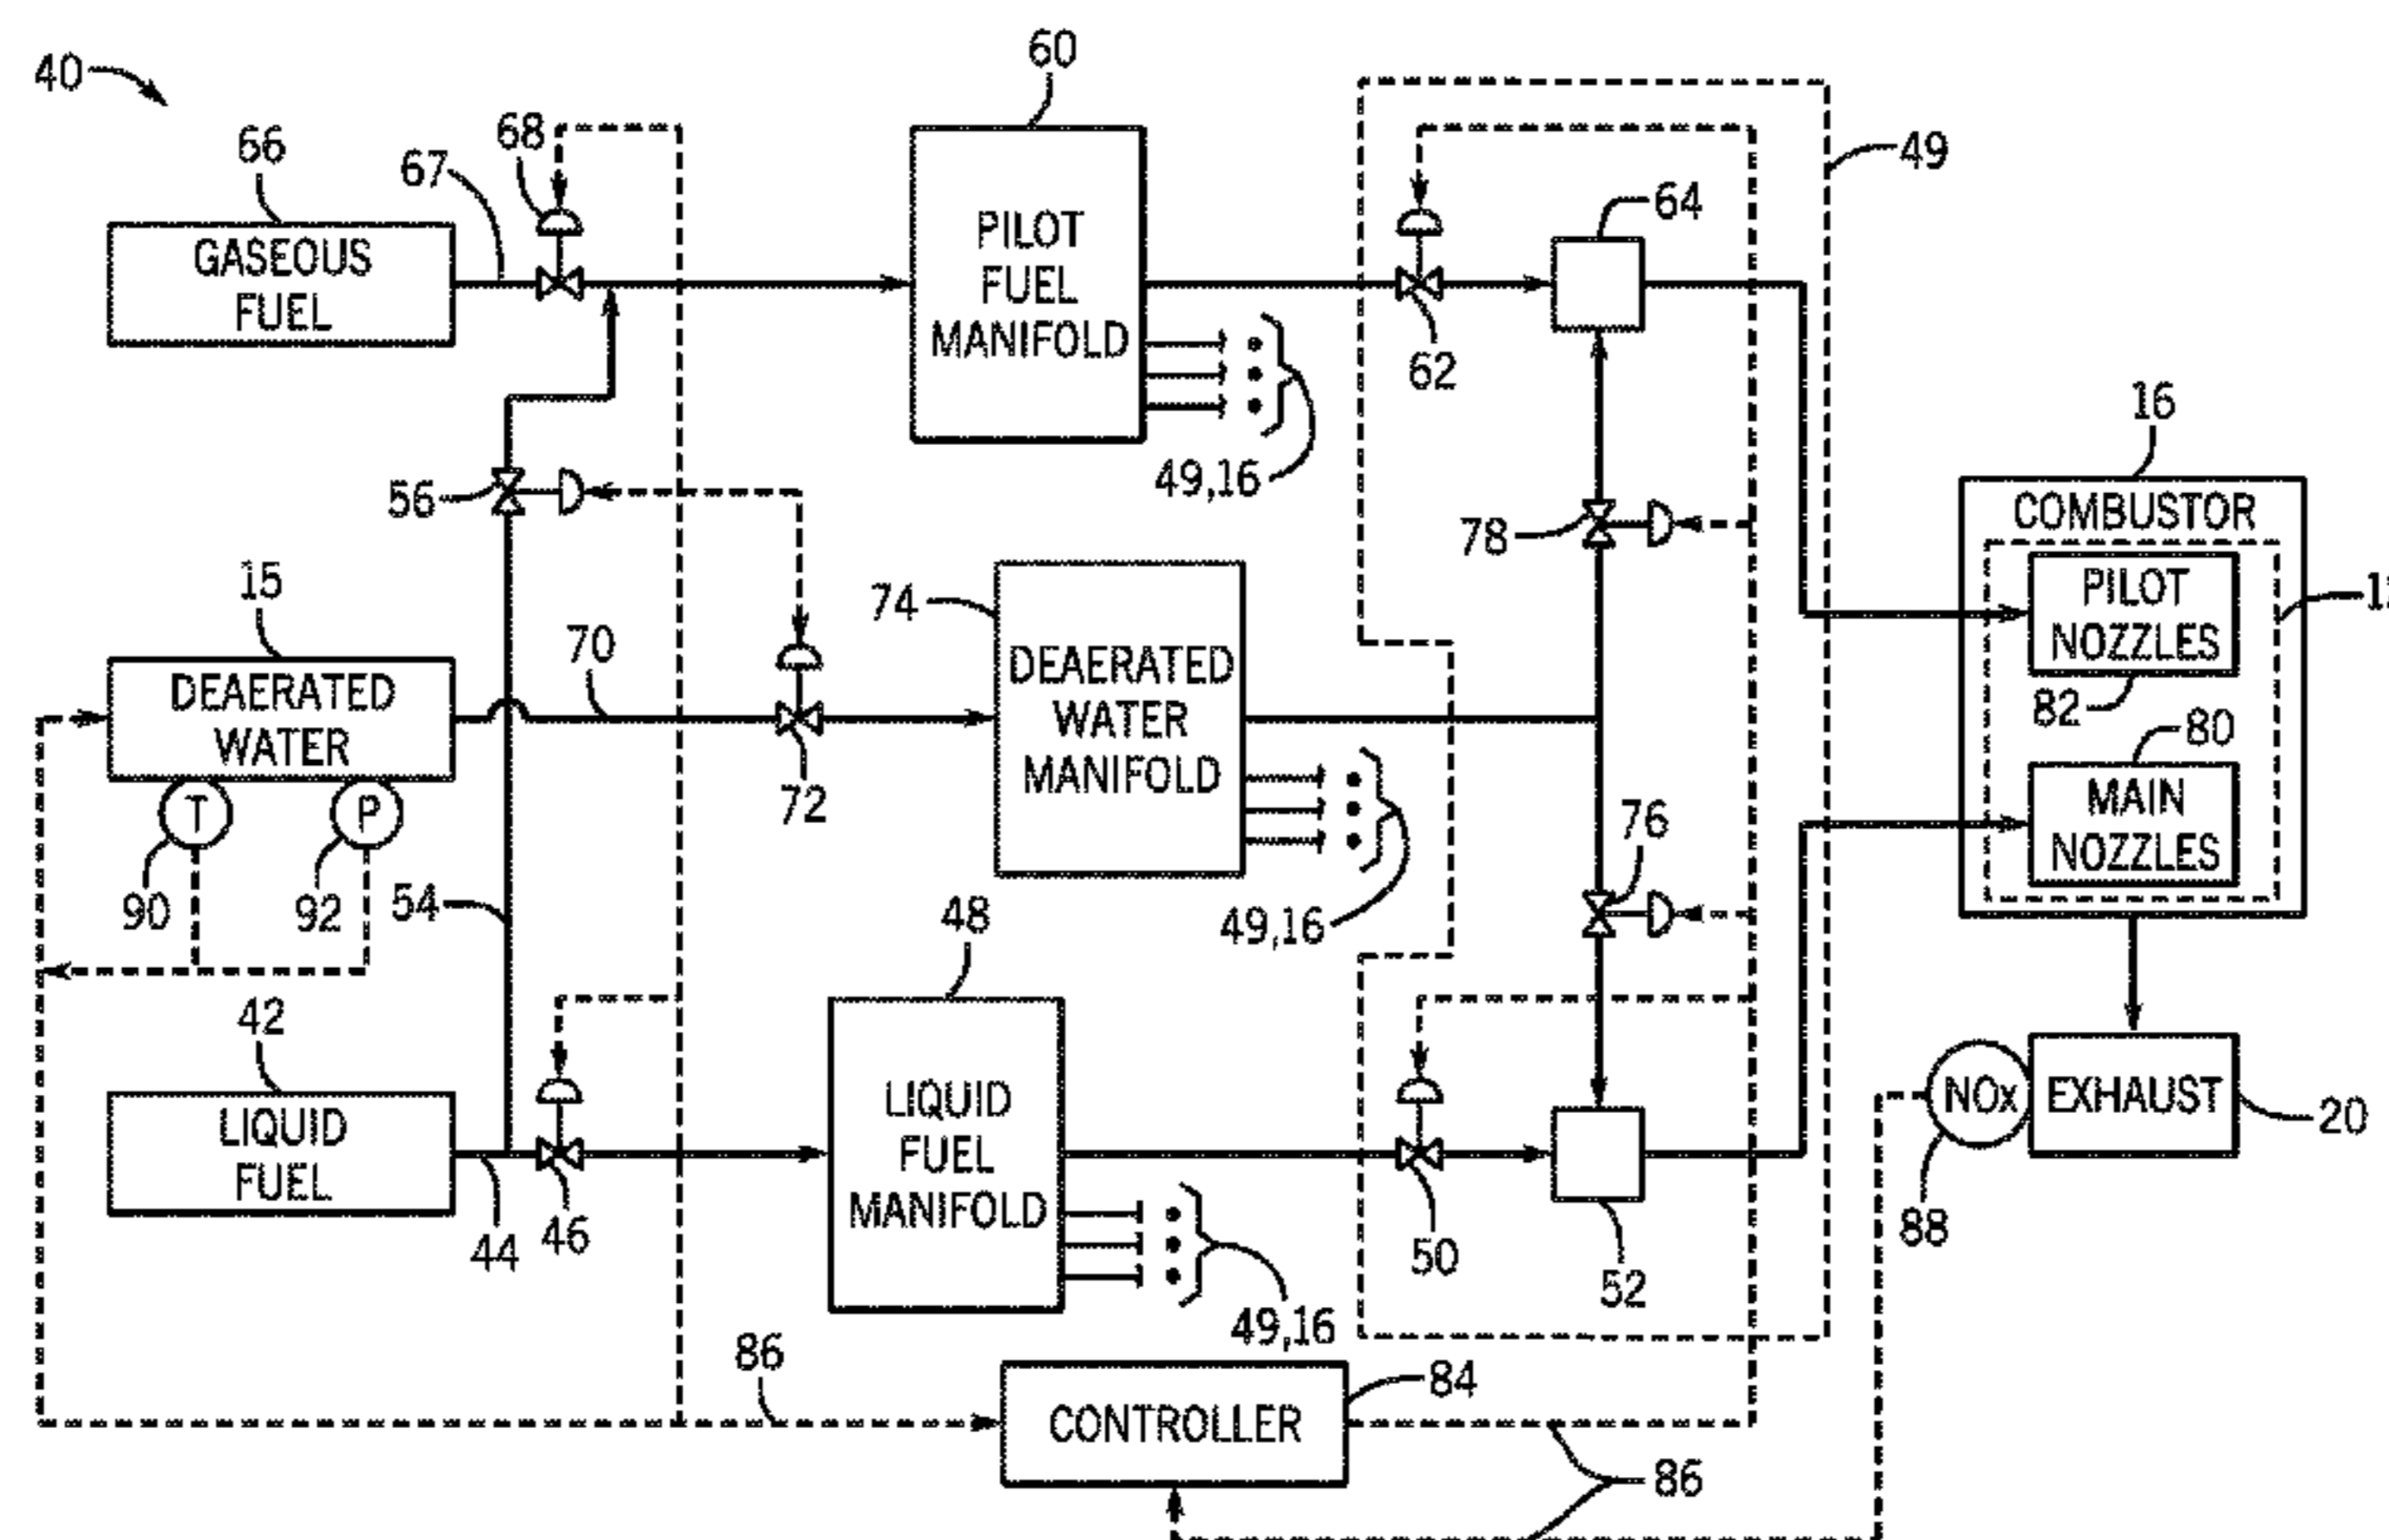 40
66
67
68
60
49
64
GASEOUS
FUEL
PILOT
FUEL
MANIFOLD
62
49,16
56
78
16
COMBUSTOR
PILOT
NOZZLES
82
80
MAIN
NOZZLES
15
70
74
DEAERATED
WATER
72
DEAERATED
WATER
MANIFOLD
76
T
P
90
92
54
49,16
48
42
LIQUID
FUEL
44
46
LIQUID
FUEL
MANIFOLD
49,16
50
52
NOx
EXHAUST
20
88
86
CONTROLLER
84
86